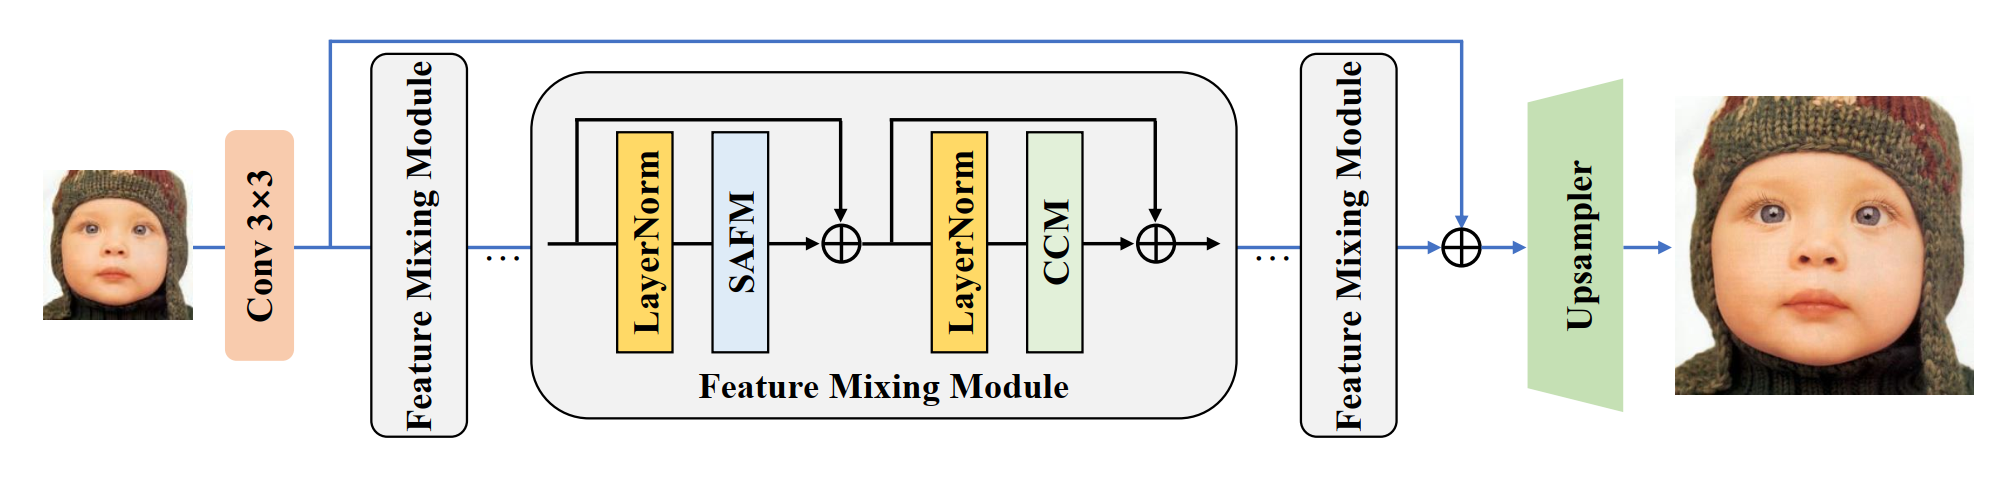 Conv 3×3
Feature Mixing Module
...
LayerNorm
SAFM
LayerNorm
CCM
Feature Mixing Module
...
Feature Mixing Module
Upsampler